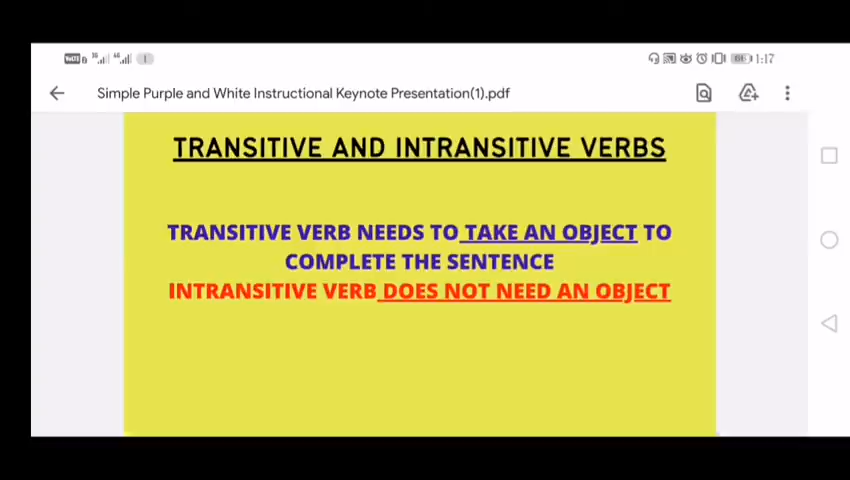 1:17
Simple Purple and White Instructional Keynote Presentation(1).pdf
TRANSITIVE AND INTRANSITIVE VERBS
TRANSITIVE VERB NEEDS TO TAKE AN OBJECT TO
COMPLETE THE SENTENCE
INTRANSITIVE VERB DOES NOT NEED AN OBJECT